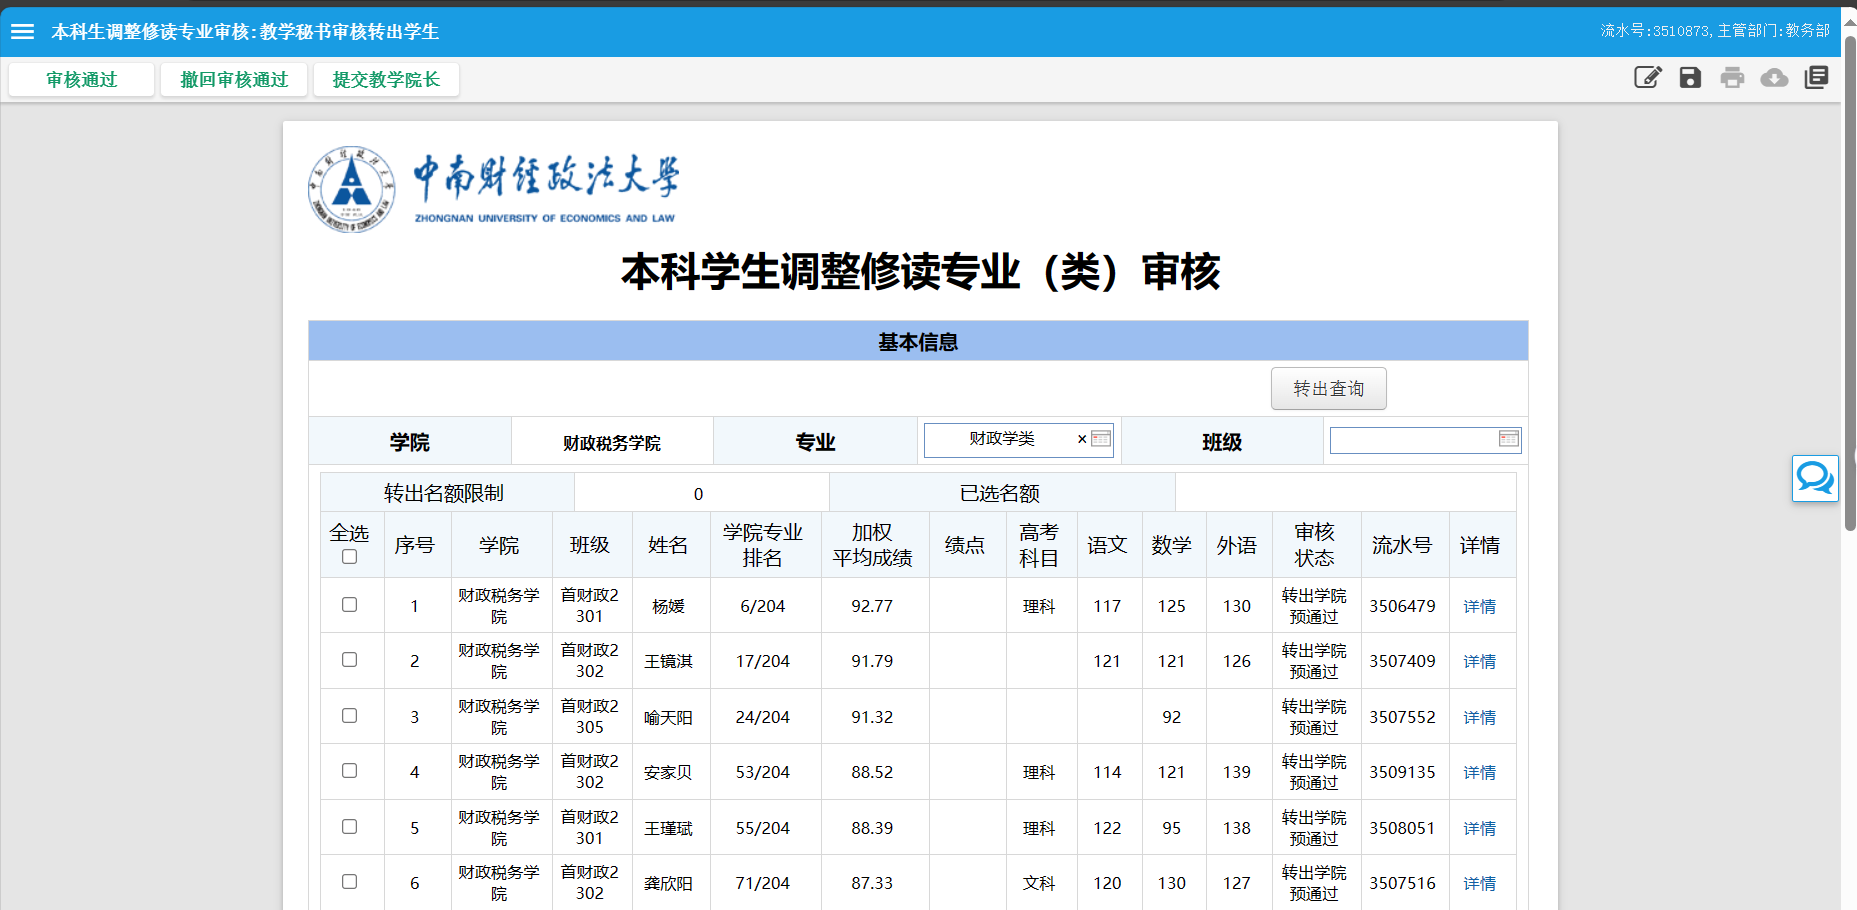 本科生调整修读专业审核:教学秘书审核转出学生
流水号:3510873,主管部门:教务部
审核通过 撤回审核通过 提交教学院长
中南财经政法大学
ZHONGNAN UNIVERSITY OF ECONOMICS AND LAW
本科学生调整修读专业（类）审核
基本信息
转出查询
学院 财政税务学院 专业 财政学类 × 班级
转出名额限制 0 已选名额
全选 序号 学院 班级 姓名 学院专业排名 加权平均成绩 绩点 高考科目 语文 数学 外语 审核状态 流水号 详情
1 财政税务学院 首财政2301 杨媛 6/204 92.77 理科 117 125 130 转出学院预通过 3506479 详情
2 财政税务学院 首财政2302 王镜淇 17/204 91.79 121 121 126 转出学院预通过 3507409 详情
3 财政税务学院 首财政2305 喻天阳 24/204 91.32 92 转出学院预通过 3507552 详情
4 财政税务学院 首财政2302 安家贝 53/204 88.52 理科 114 121 139 转出学院预通过 3509135 详情
5 财政税务学院 首财政2301 王瑾珷 55/204 88.39 理科 122 95 138 转出学院预通过 3508051 详情
6 财政税务学院 首财政2302 龚欣阳 71/204 87.33 文科 120 130 127 转出学院预通过 3507516 详情